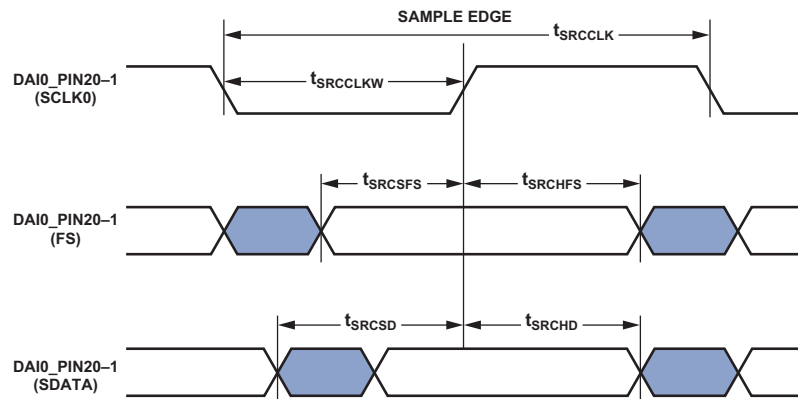 SAMPLE EDGE
tSRCCLK
DAI0_PIN20–1
(SCLK0)
tSRCCLKW
tSRCSFS
tSRCHFS
DAI0_PIN20–1
(FS)
tSRCSD
tSRCHD
DAI0_PIN20–1
(SDATA)